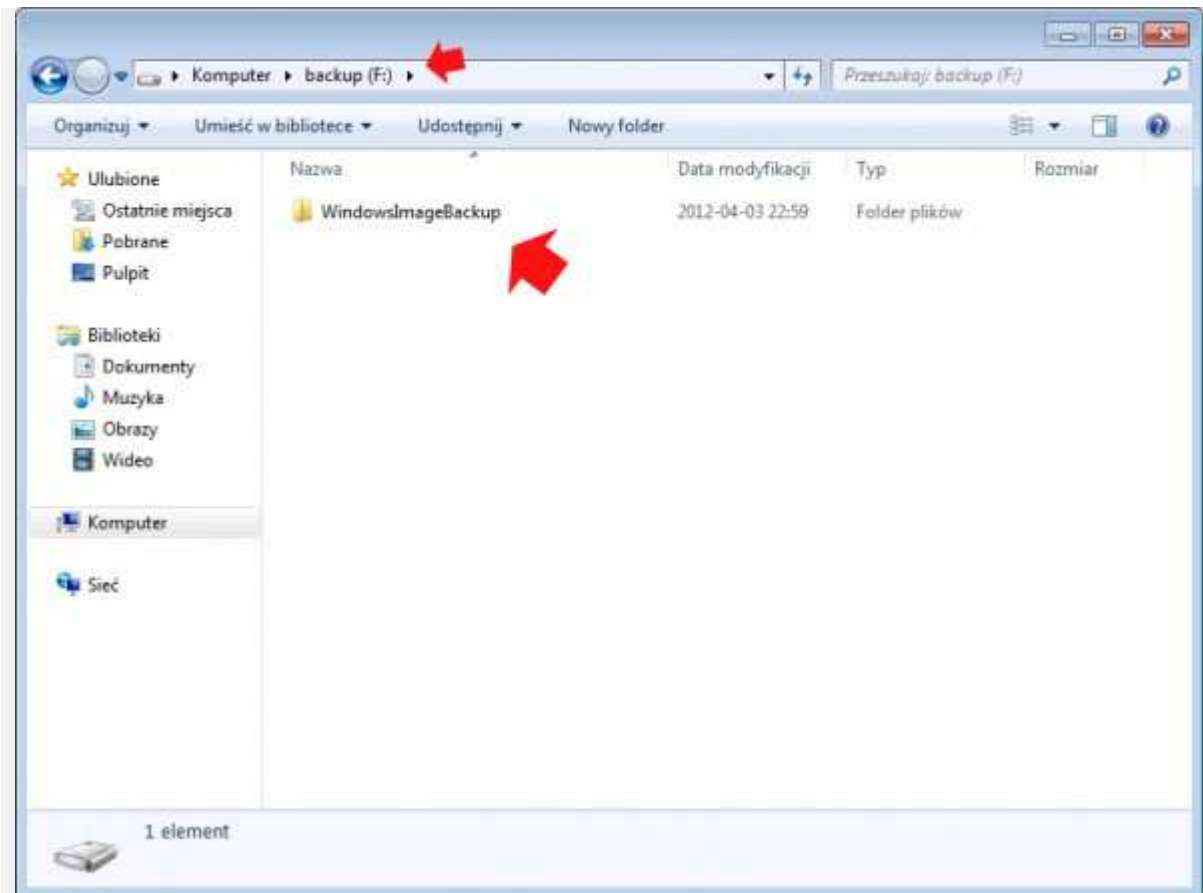 Komputer backup (F:) Przeszukaj: backup (F:)
Organizuj Umieść w bibliotece Udostępnij Nowy folder
Nazwa Data modyfikacji Typ Rozmiar
WindowsImageBackup 2012-04-03 22:59 Folder plików
Ulubione
Ostatnie miejsca
Pobrane
Pulpit
Biblioteki
Dokumenty
Muzyka
Obrazy
Wideo
Komputer
Sieć
1 element